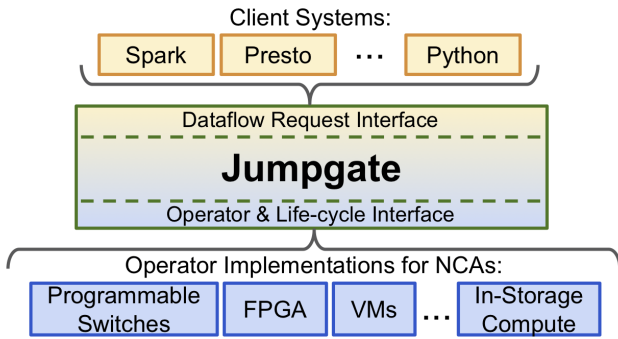 Client Systems:
Spark Presto ... Python
Dataflow Request Interface
Jumpgate
Operator & Life-cycle Interface
Operator Implementations for NCAs:
Programmable Switches FPGA VMs ... In-Storage Compute